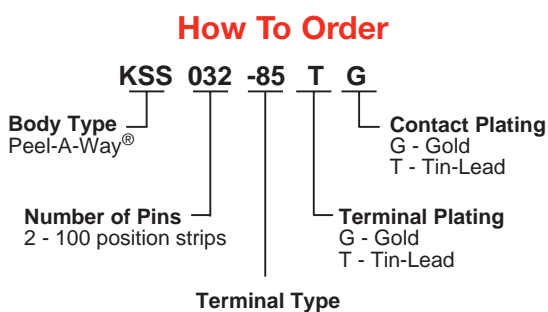 How To Order
KSS 032 -85 T G
Body Type
Peel-A-Way®
Contact Plating
G - Gold
T - Tin-Lead
Number of Pins
2 - 100 position strips
Terminal Plating
G - Gold
T - Tin-Lead
Terminal Type